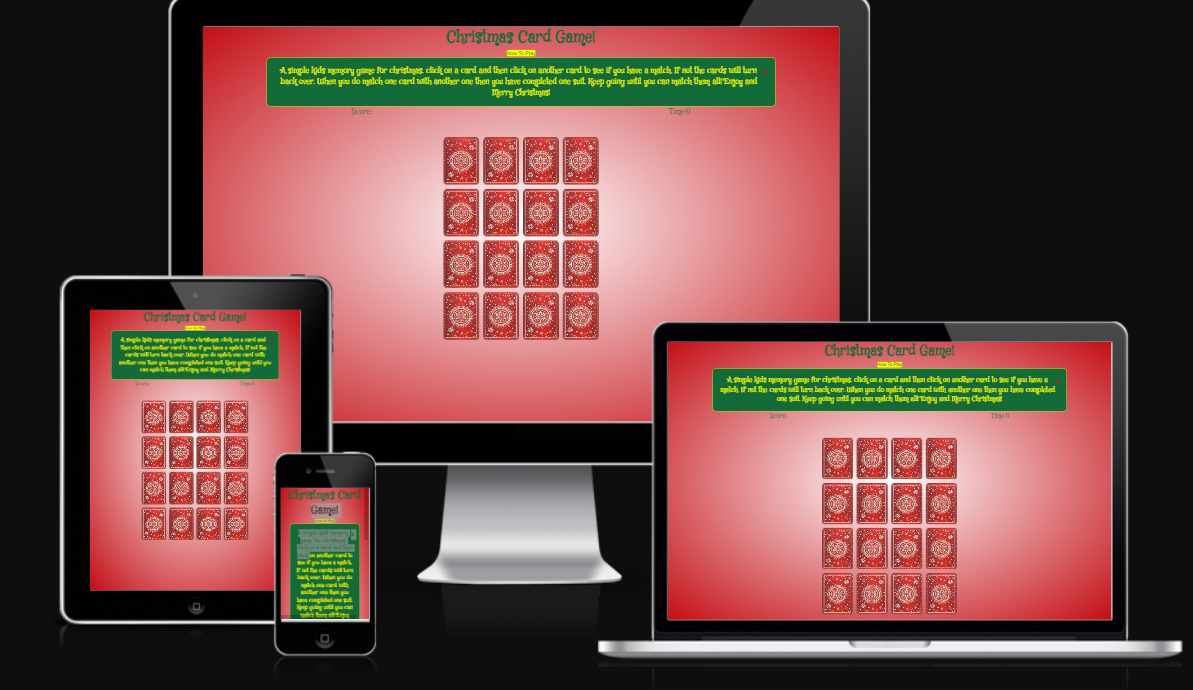 Christmas Card Game!
How To Play
A simple kids memory game for christmas. click on a card and then click on another card to see if you have a match, if not the cards will turn
back over. When you do match one card with another one then you have completed one suit. Keep going until you can match them all! Enjoy and
Merry Christmas!
Score:
Time:0
Christmas Card Game!
How To Play
A simple kids memory game for christmas. click on a card and
then click on another card to see if you have a match, if not the
cards will turn back over. When you do match one card with
another one then you have completed one suit. Keep going until you
can match them all! Enjoy and Merry Christmas!
Score:
Time:0
Christmas Card
Game!
How To Play
A simple kids memory
game for christmas.
click on a card and then
click on another card to
see if you have a match,
if not the cards will turn
back over. When you do
match one card with
another one then you
have completed one suit.
Keep going until you can
match them all! Enjoy
Christmas Card Game!
How To Play
A simple kids memory game for christmas. click on a card and then click on another card to see if you have a
match, if not the cards will turn back over. When you do match one card with another one then you have completed
one suit. Keep going until you can match them all! Enjoy and Merry Christmas!
Score:
Time:0